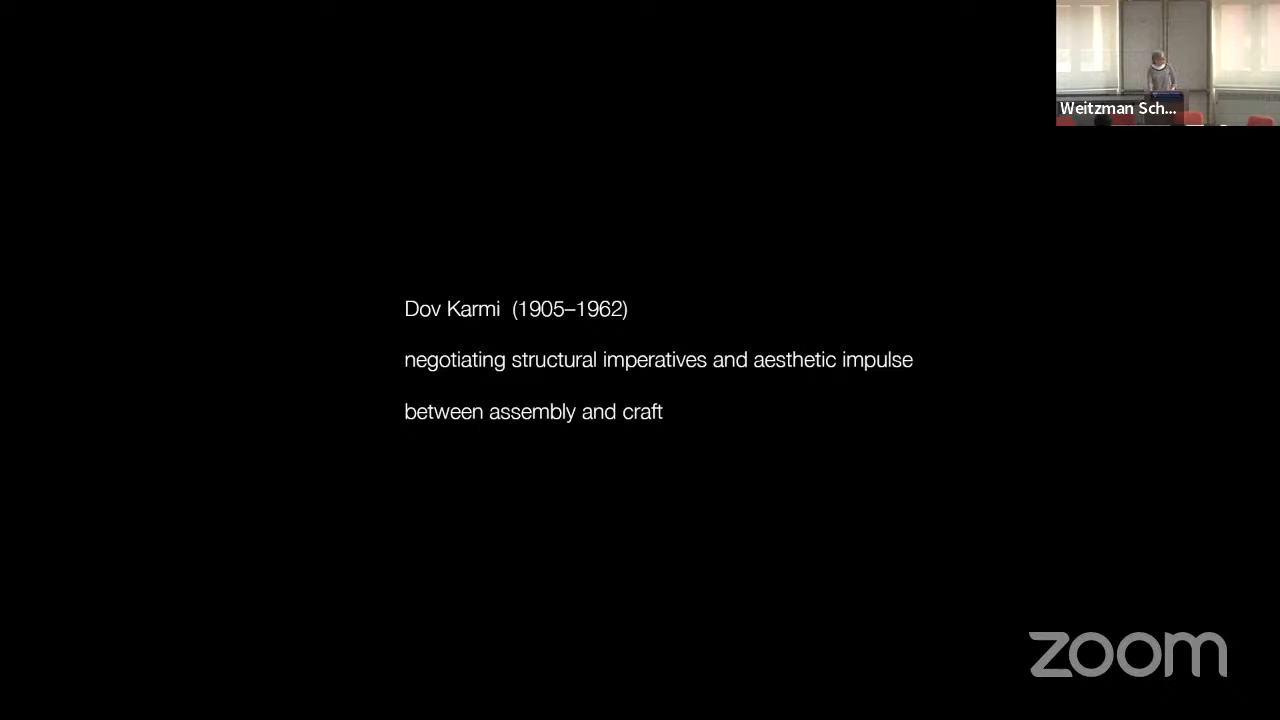 Weitzman Sch...
Dov Karmi (1905–1962)
negotiating structural imperatives and aesthetic impulse
between assembly and craft
zoom